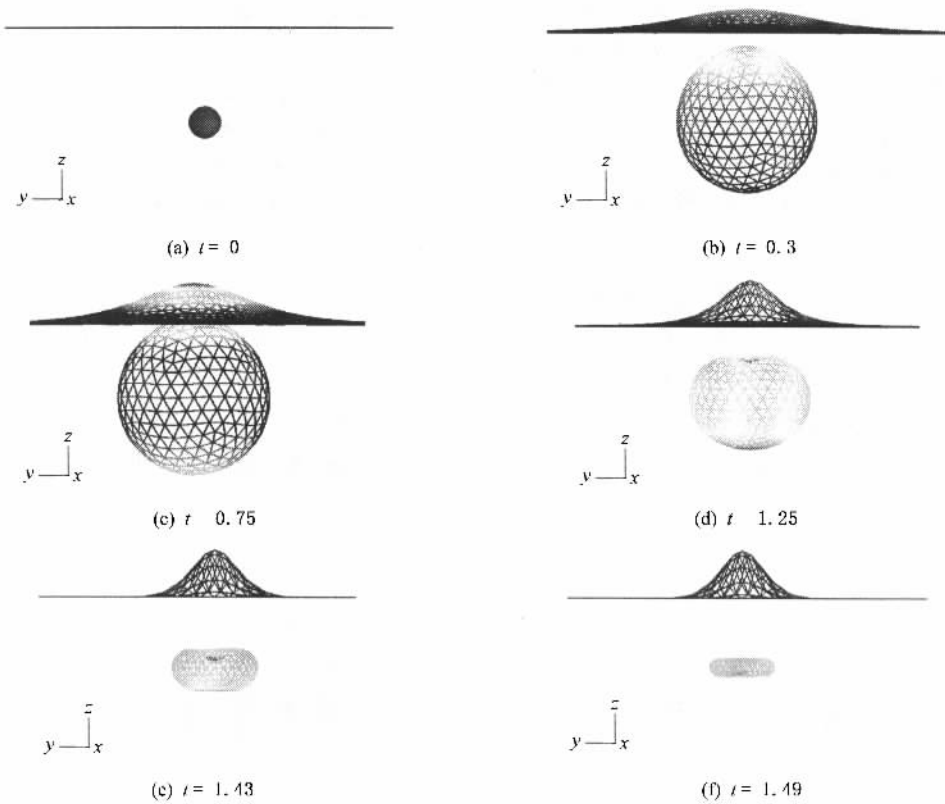 z
y x
(a) t= 0
z
y x
(b) t= 0.3
z
y x
(c) t 0.75
z
y x
(d) t 1.25
z
y x
(e) t= 1.43
z
y x
(f) t= 1.49